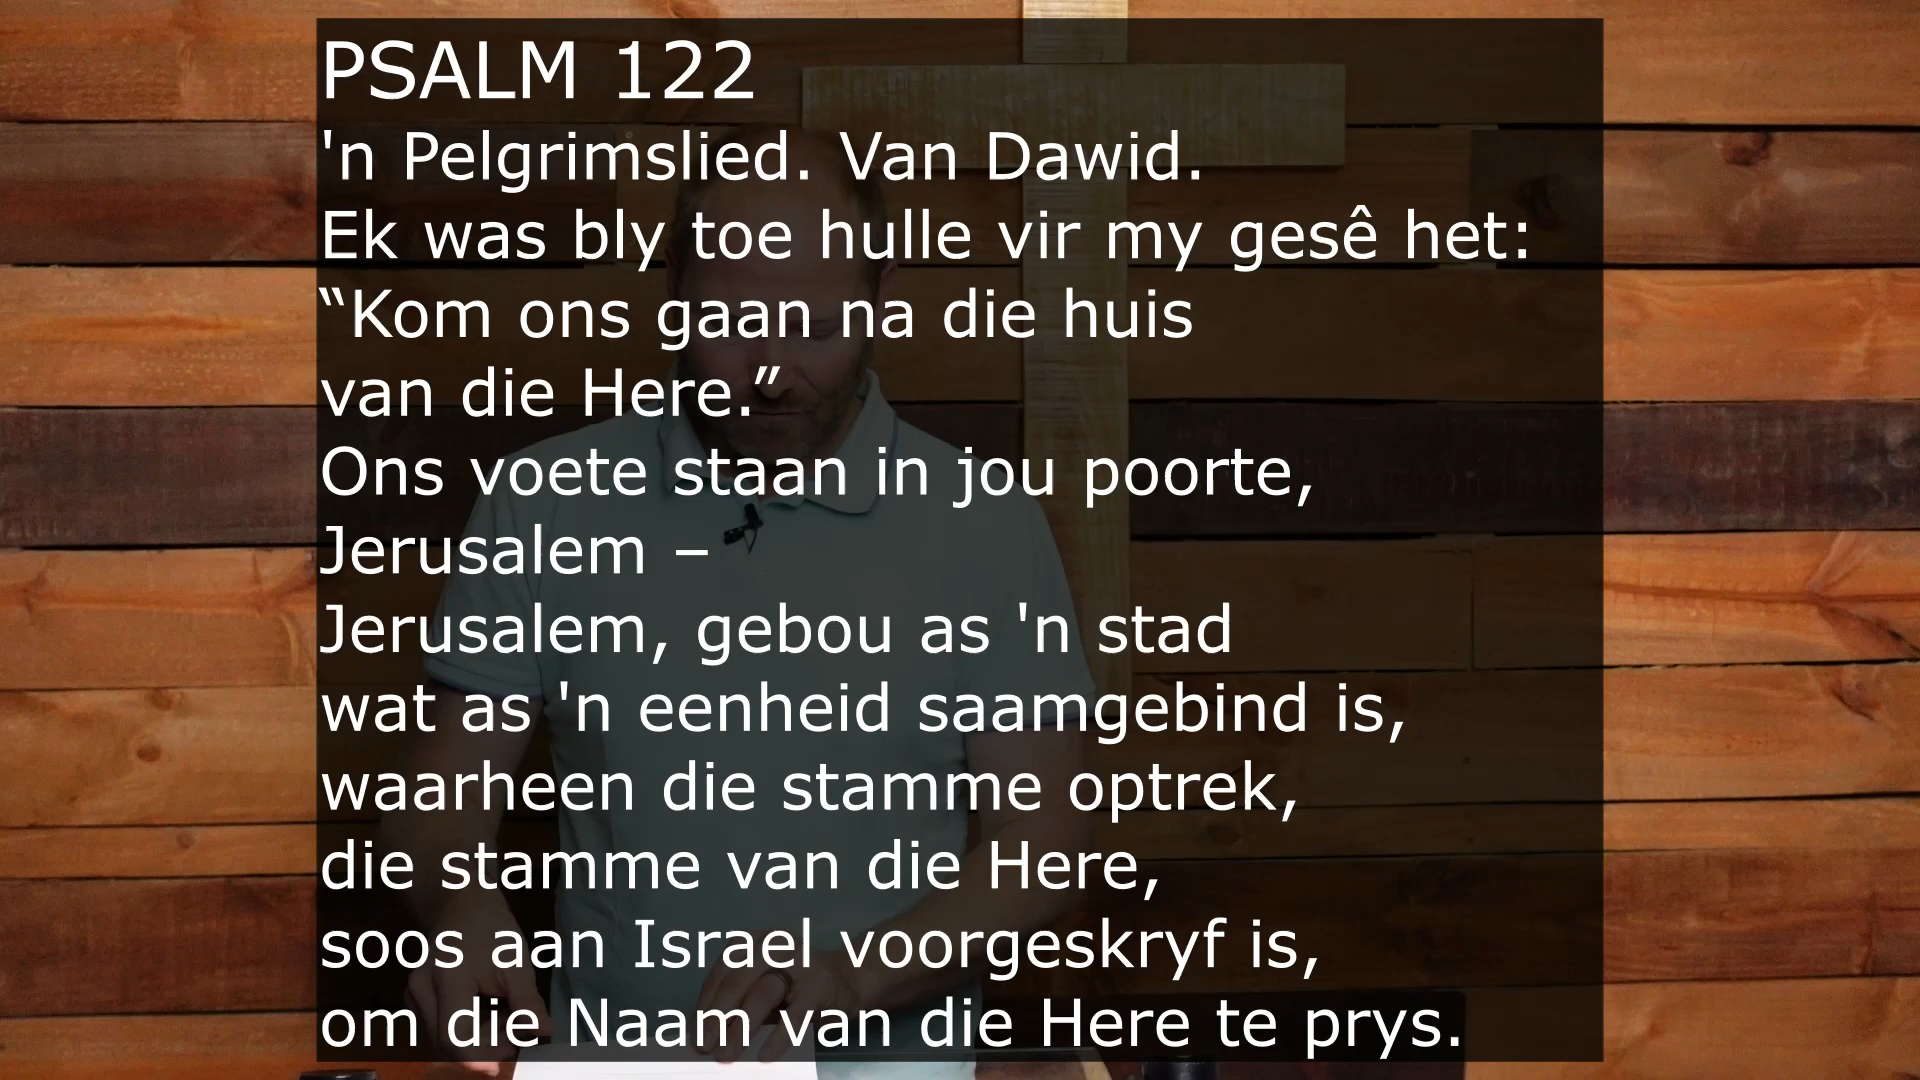 PSALM 122
'n Pelgrimslied. Van Dawid.
Ek was bly toe hulle vir my gesê het:
“Kom ons gaan na die huis
van die Here.”
Ons voete staan in jou poorte,
Jerusalem –
Jerusalem, gebou as 'n stad
wat as 'n eenheid saamgebind is,
waarheen die stamme optrek,
die stamme van die Here,
soos aan Israel voorgeskryf is,
om die Naam van die Here te prys.